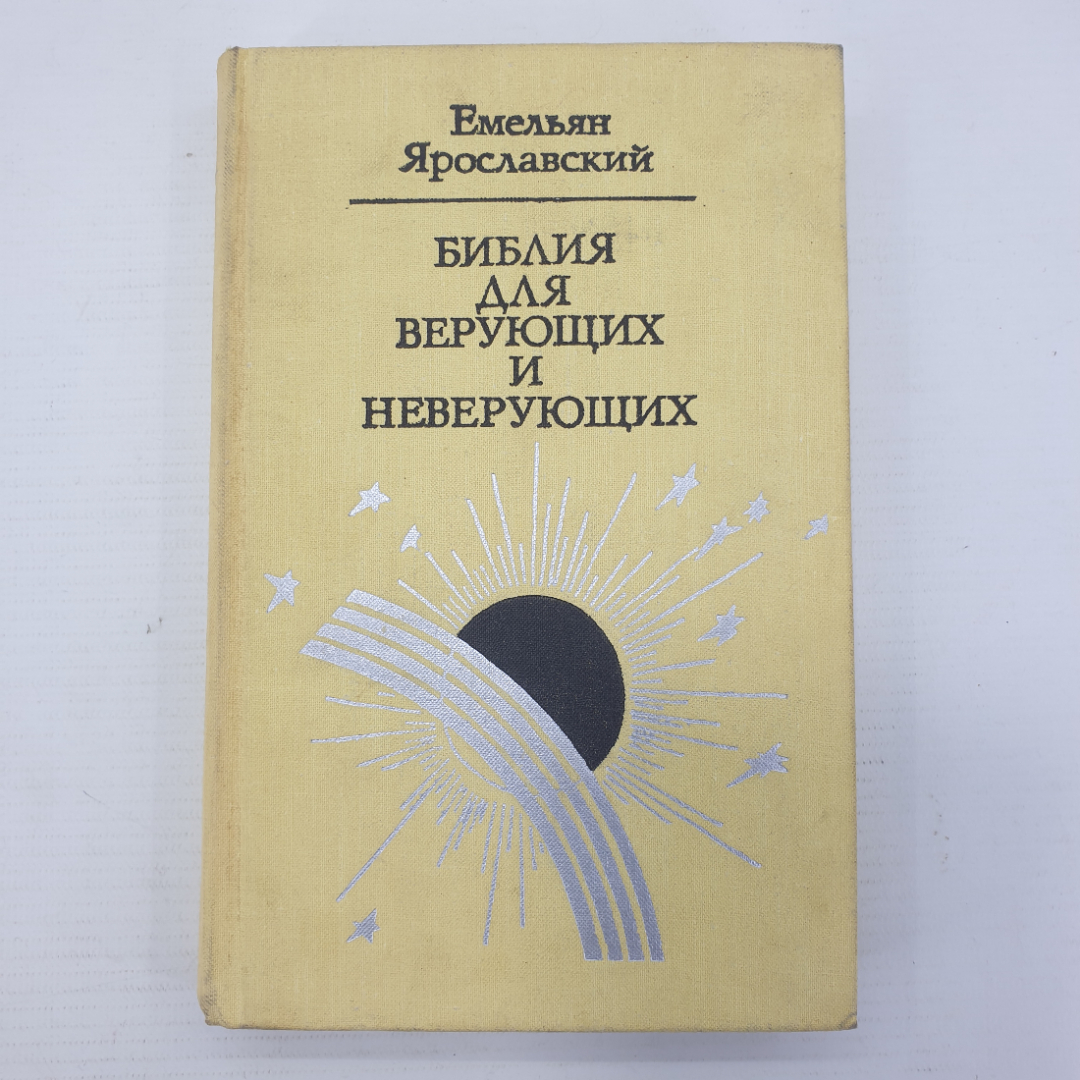 Емельян
Ярославский
БИБЛИЯ
ДЛЯ
ВЕРУЮЩИХ
И
НЕВЕРУЮЩИХ